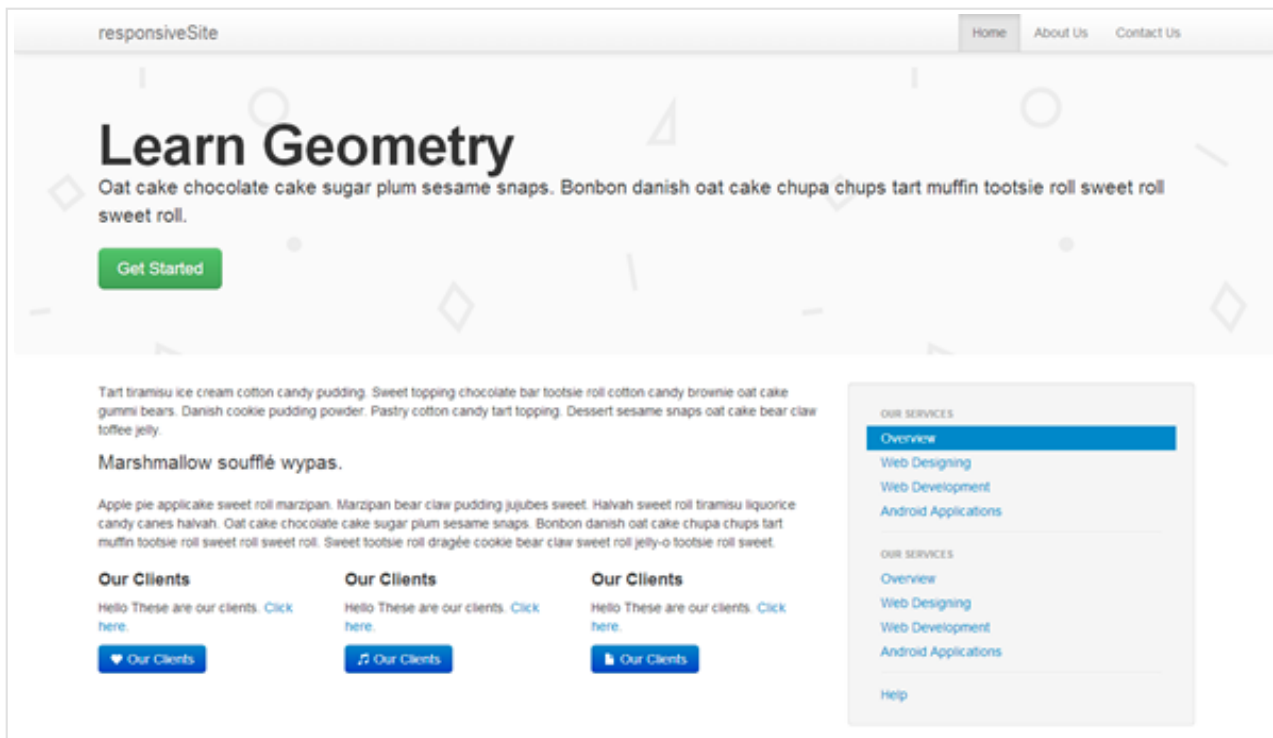 responsiveSite
Home About Us Contact Us
Learn Geometry
Oat cake chocolate cake sugar plum sesame snaps. Bonbon danish oat cake chupa chups tart muffin tootsie roll sweet roll
sweet roll.
Get Started
Tart tiramisu ice cream cotton candy pudding. Sweet topping chocolate bar tootsie roll cotton candy brownie oat cake
gummi bears. Danish cookie pudding powder. Pastry cotton candy tart topping. Dessert sesame snaps oat cake bear claw
toffee jelly.
Marshmallow soufflé wypas.
Apple pie applicake sweet roll marzipan. Marzipan bear claw pudding jujubes sweet. Halvah sweet roll tiramisu liquorice
candy canes halvah. Oat cake chocolate cake sugar plum sesame snaps. Bonbon danish oat cake chupa chups tart
muffin tootsie roll sweet roll sweet roll. Sweet tootsie roll dragée cookie bear claw sweet roll jelly-o tootsie roll sweet.
Our Clients
Hello These are our clients. Click
here.
Our Clients
Our Clients
Hello These are our clients. Click
here.
Our Clients
Our Clients
Hello These are our clients. Click
here.
Our Clients
OUR SERVICES
Overview
Web Designing
Web Development
Android Applications
OUR SERVICES
Overview
Web Designing
Web Development
Android Applications
Help